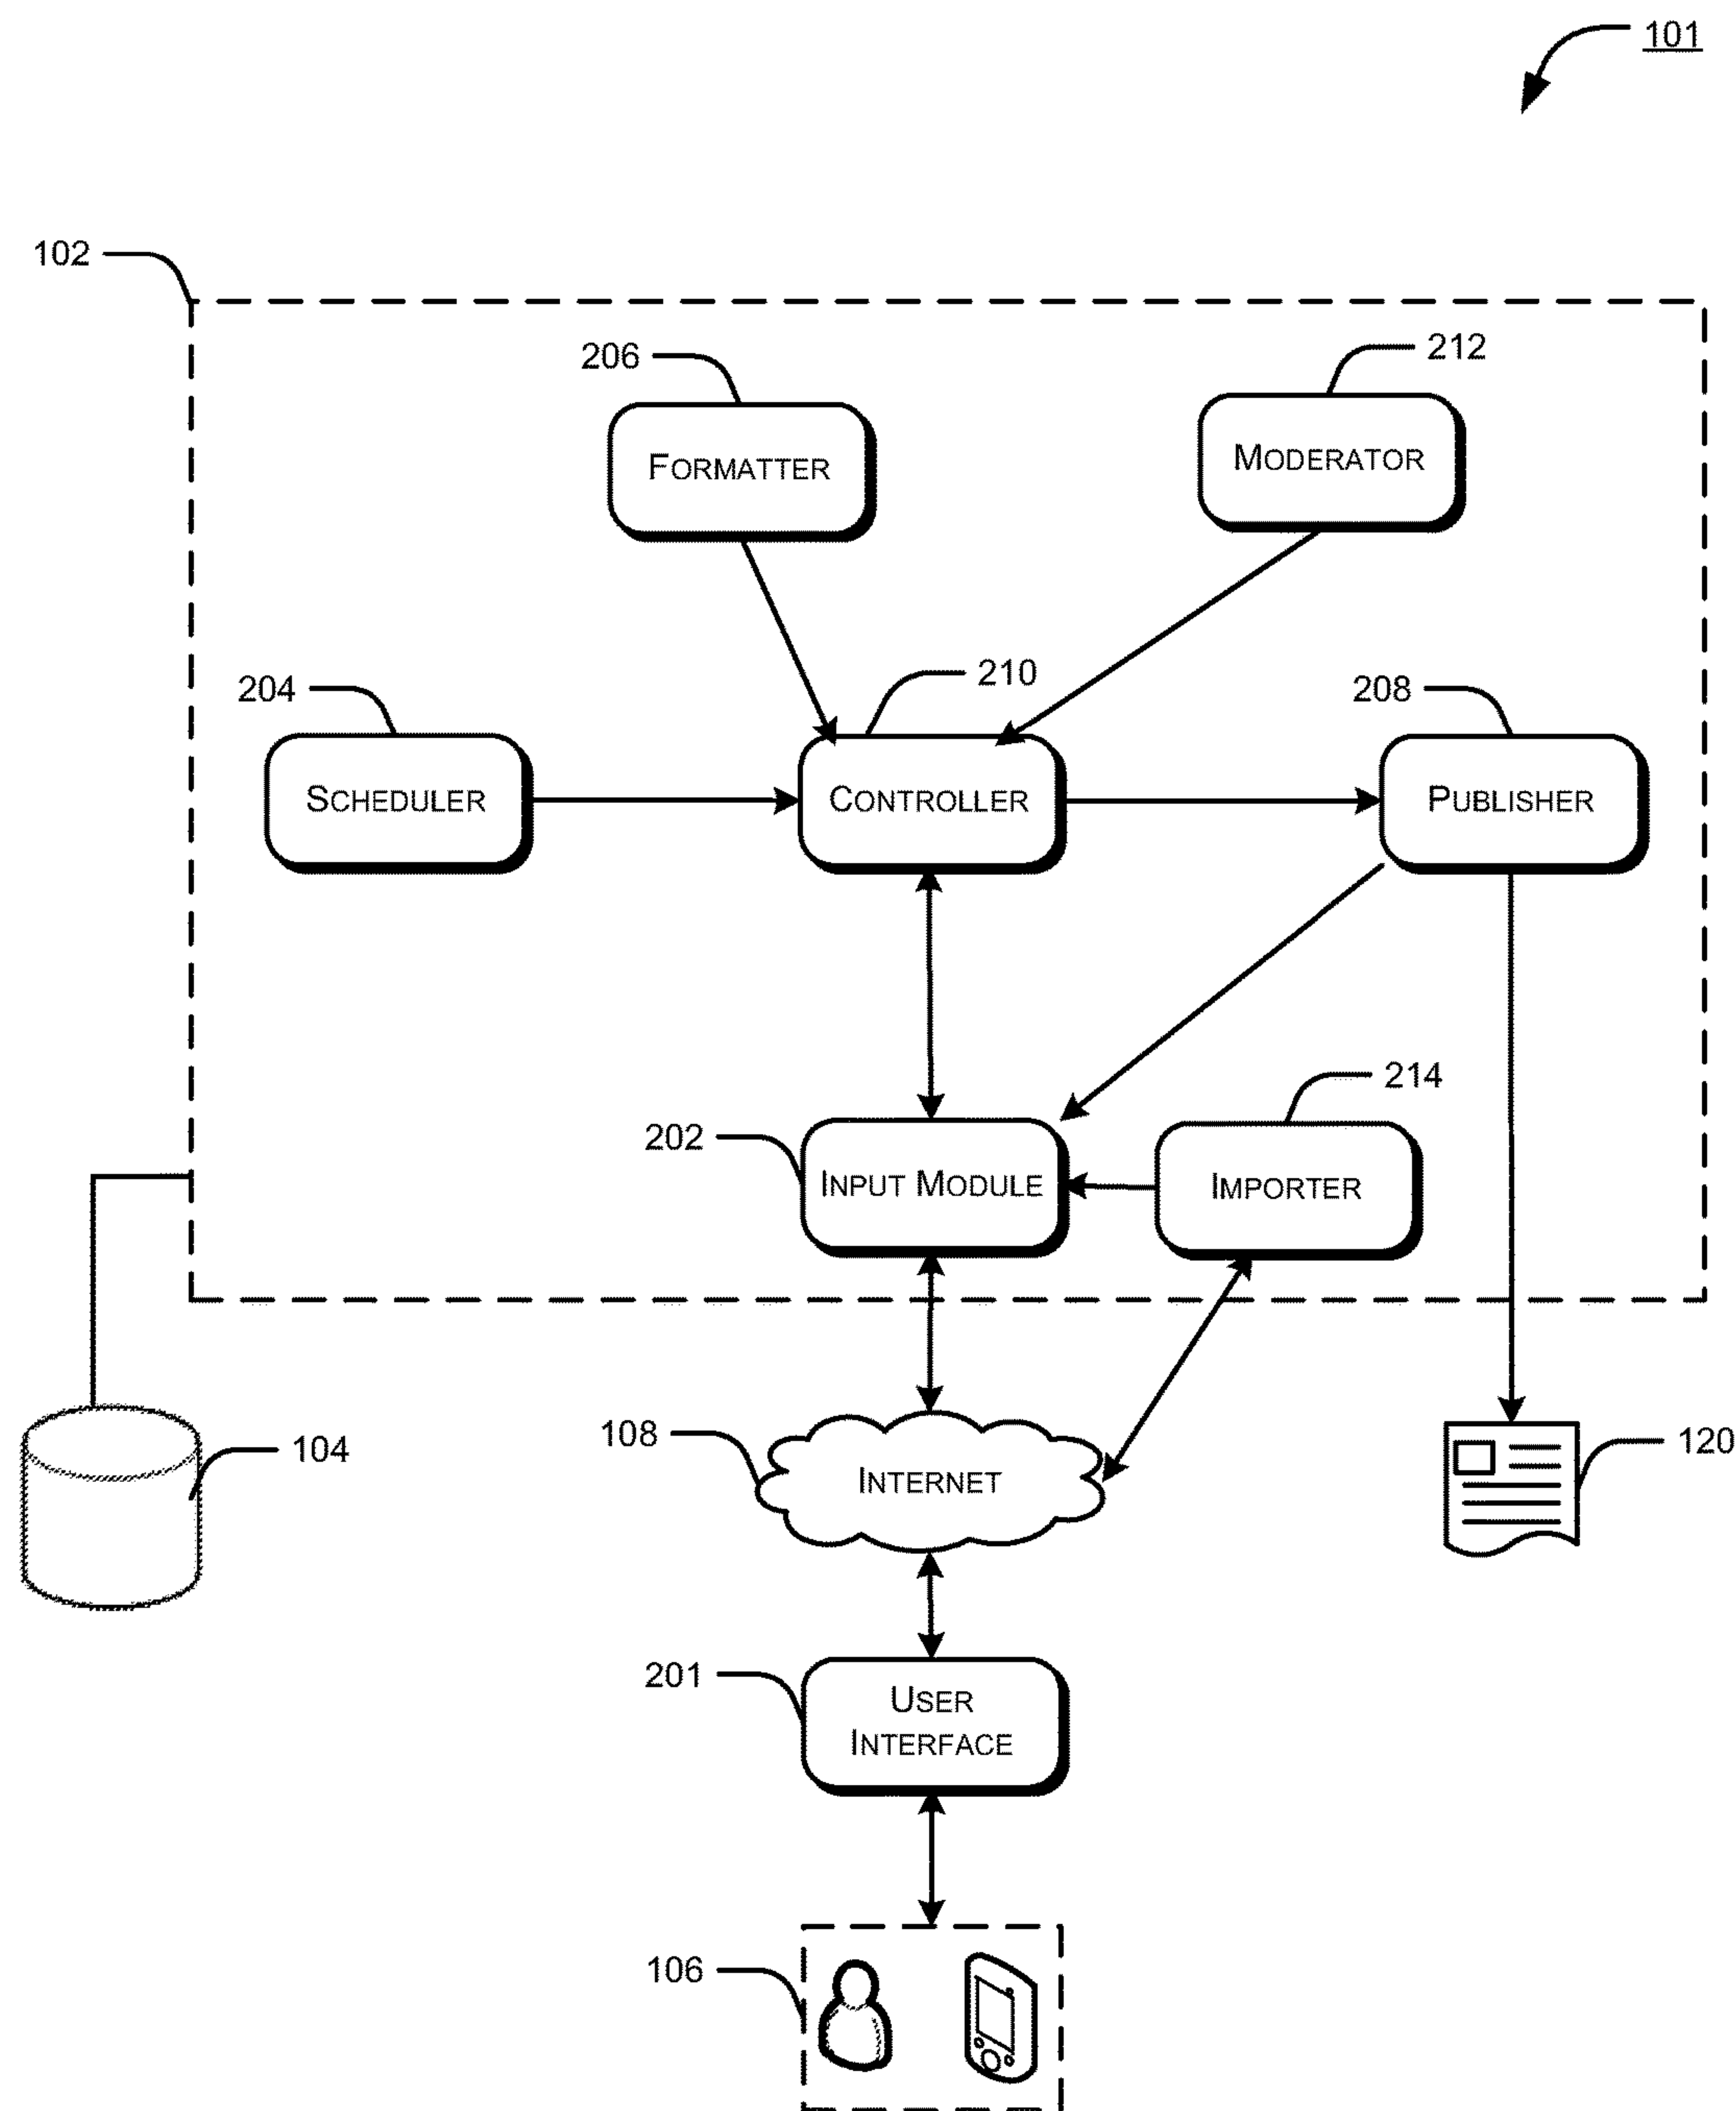 101
102
206
212
FORMATTER
MODERATOR
204
210
208
SCHEDULER
CONTROLLER
PUBLISHER
214
202
INPUT MODULE
IMPORTER
108
INTERNET
104
120
201
USER
INTERFACE
106